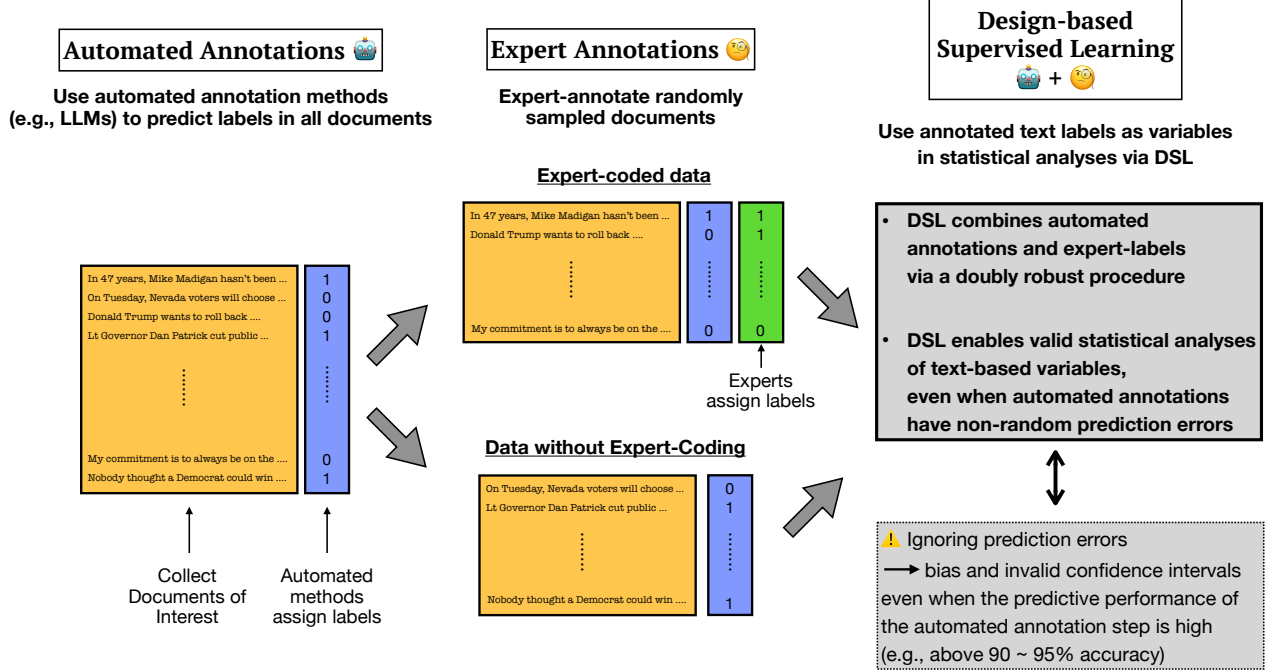 Automated Annotations 🤖
Use automated annotation methods
(e.g., LLMs) to predict labels in all documents
In 47 years, Mike Madigan hasn't been ...
1
On Tuesday, Nevada voters will choose ...
0
Donald Trump wants to roll back ....
0
Lt Governor Dan Patrick cut public ...
1
My commitment is to always be on the ....
0
Nobody thought a Democrat could win ....
1
Collect
Documents of
Interest
Automated
methods
assign labels
Expert Annotations 🧐
Expert-annotate randomly
sampled documents
Expert-coded data
In 47 years, Mike Madigan hasn't been ...
1
1
Donald Trump wants to roll back ....
0
1
My commitment is to always be on the ....
0
0
Experts
assign labels
Data without Expert-Coding
On Tuesday, Nevada voters will choose ...
0
Lt Governor Dan Patrick cut public ...
1
Nobody thought a Democrat could win ....
1
Design-based
Supervised Learning
🤖 + 🧐
Use annotated text labels as variables
in statistical analyses via DSL
• DSL combines automated
annotations and expert-labels
via a doubly robust procedure
• DSL enables valid statistical analyses
of text-based variables,
even when automated annotations
have non-random prediction errors
⚠️ Ignoring prediction errors
⟶ bias and invalid confidence intervals
even when the predictive performance of
the automated annotation step is high
(e.g., above 90 ~ 95% accuracy)